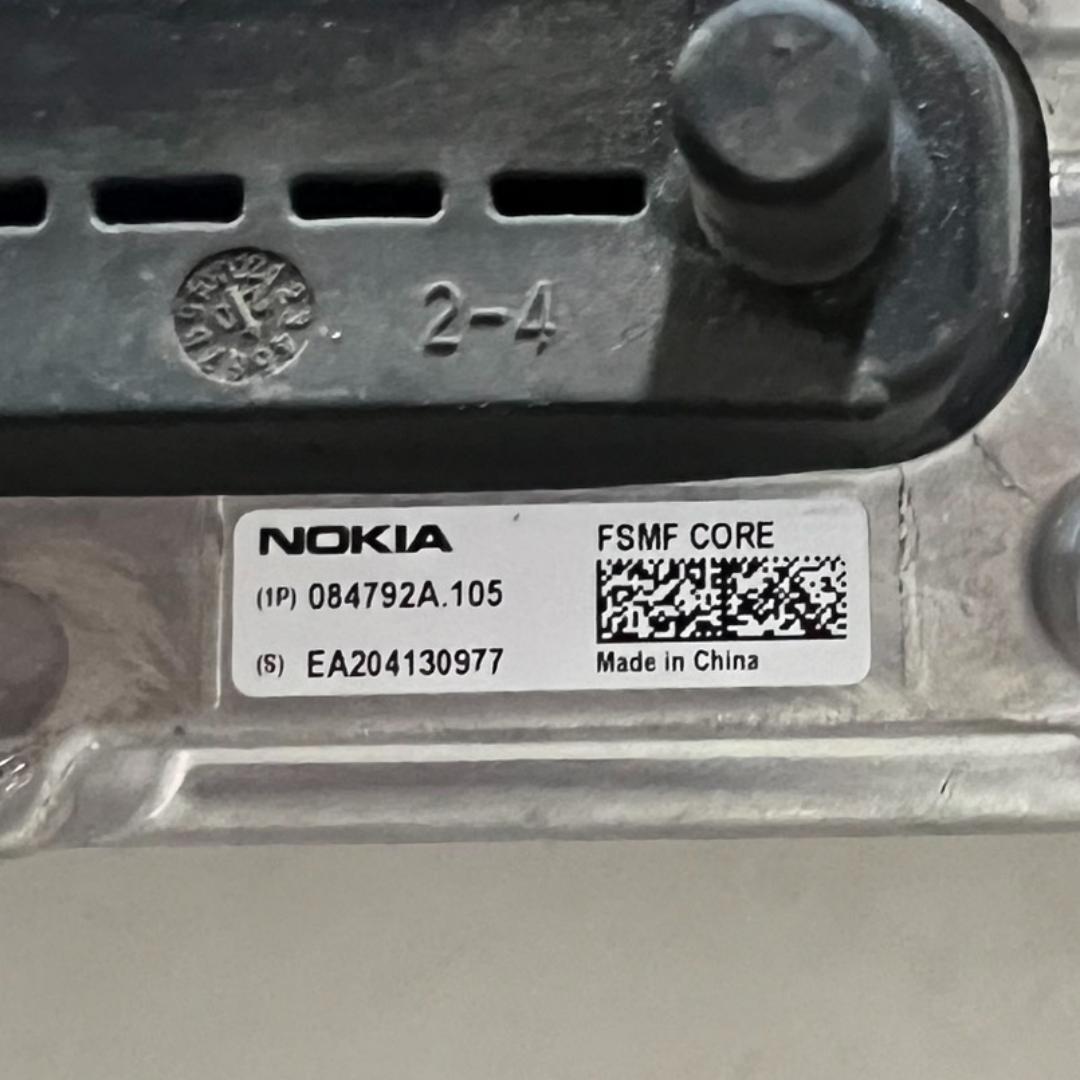 2-4
NOKIA
FSMF CORE
(1P) 084792A.105
(S) EA204130977
Made in China